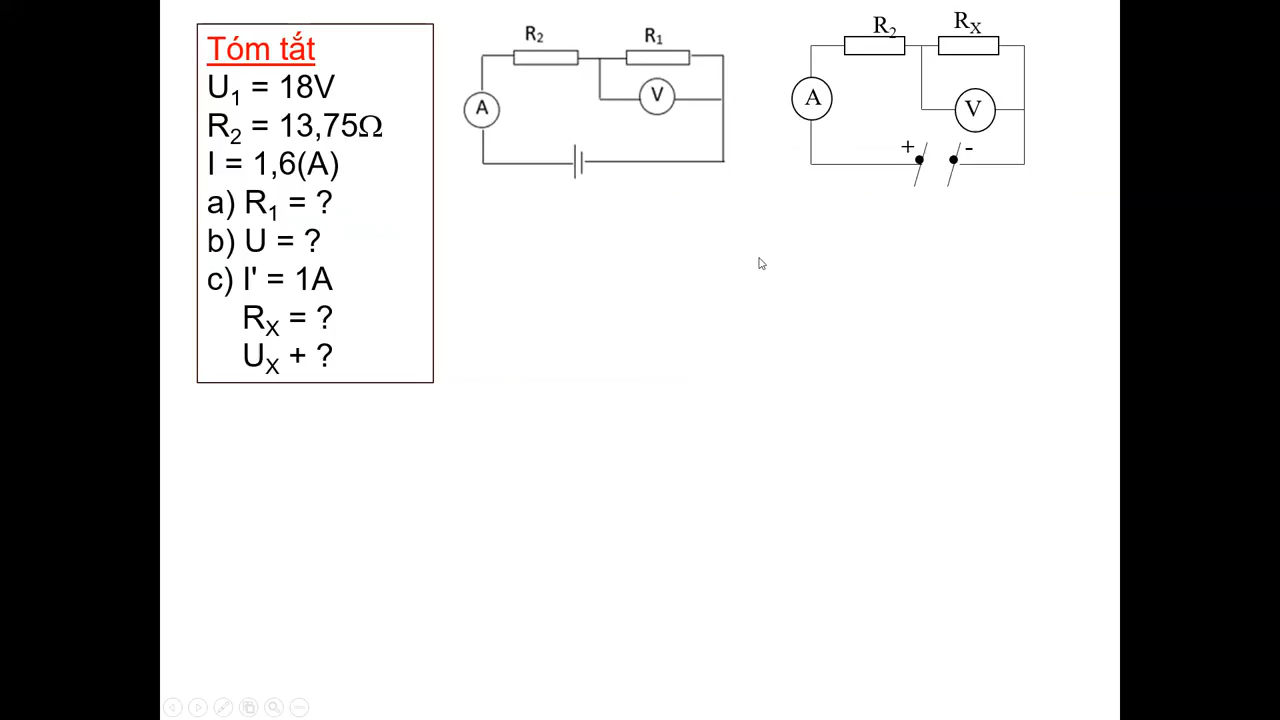 Tóm tắt
U₁ = 18V
R₂ = 13,75Ω
I = 1,6(A)
a) R₁ = ?
b) U = ?
c) I' = 1A
Rₓ = ?
Uₓ + ?
R₂ R₁
V
A
R₂ Rₓ
A
V
+ -